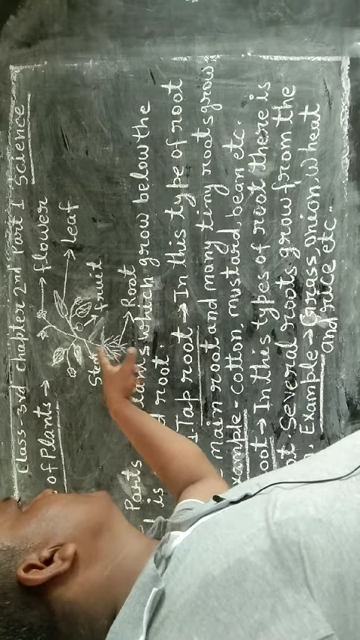 Class-3rd chapter 2nd Part 1 Science
of Plants → flower
Leaf
fruit
Stem
Root
Parts plants which grow below the
is root.
Tap root → In this type of root
main root and many tiny roots grow
example- cotton, mustard, bean etc.
root → In this types of root there is
Several roots grow from the
Example → Grass, onion, wheat
and rice etc.